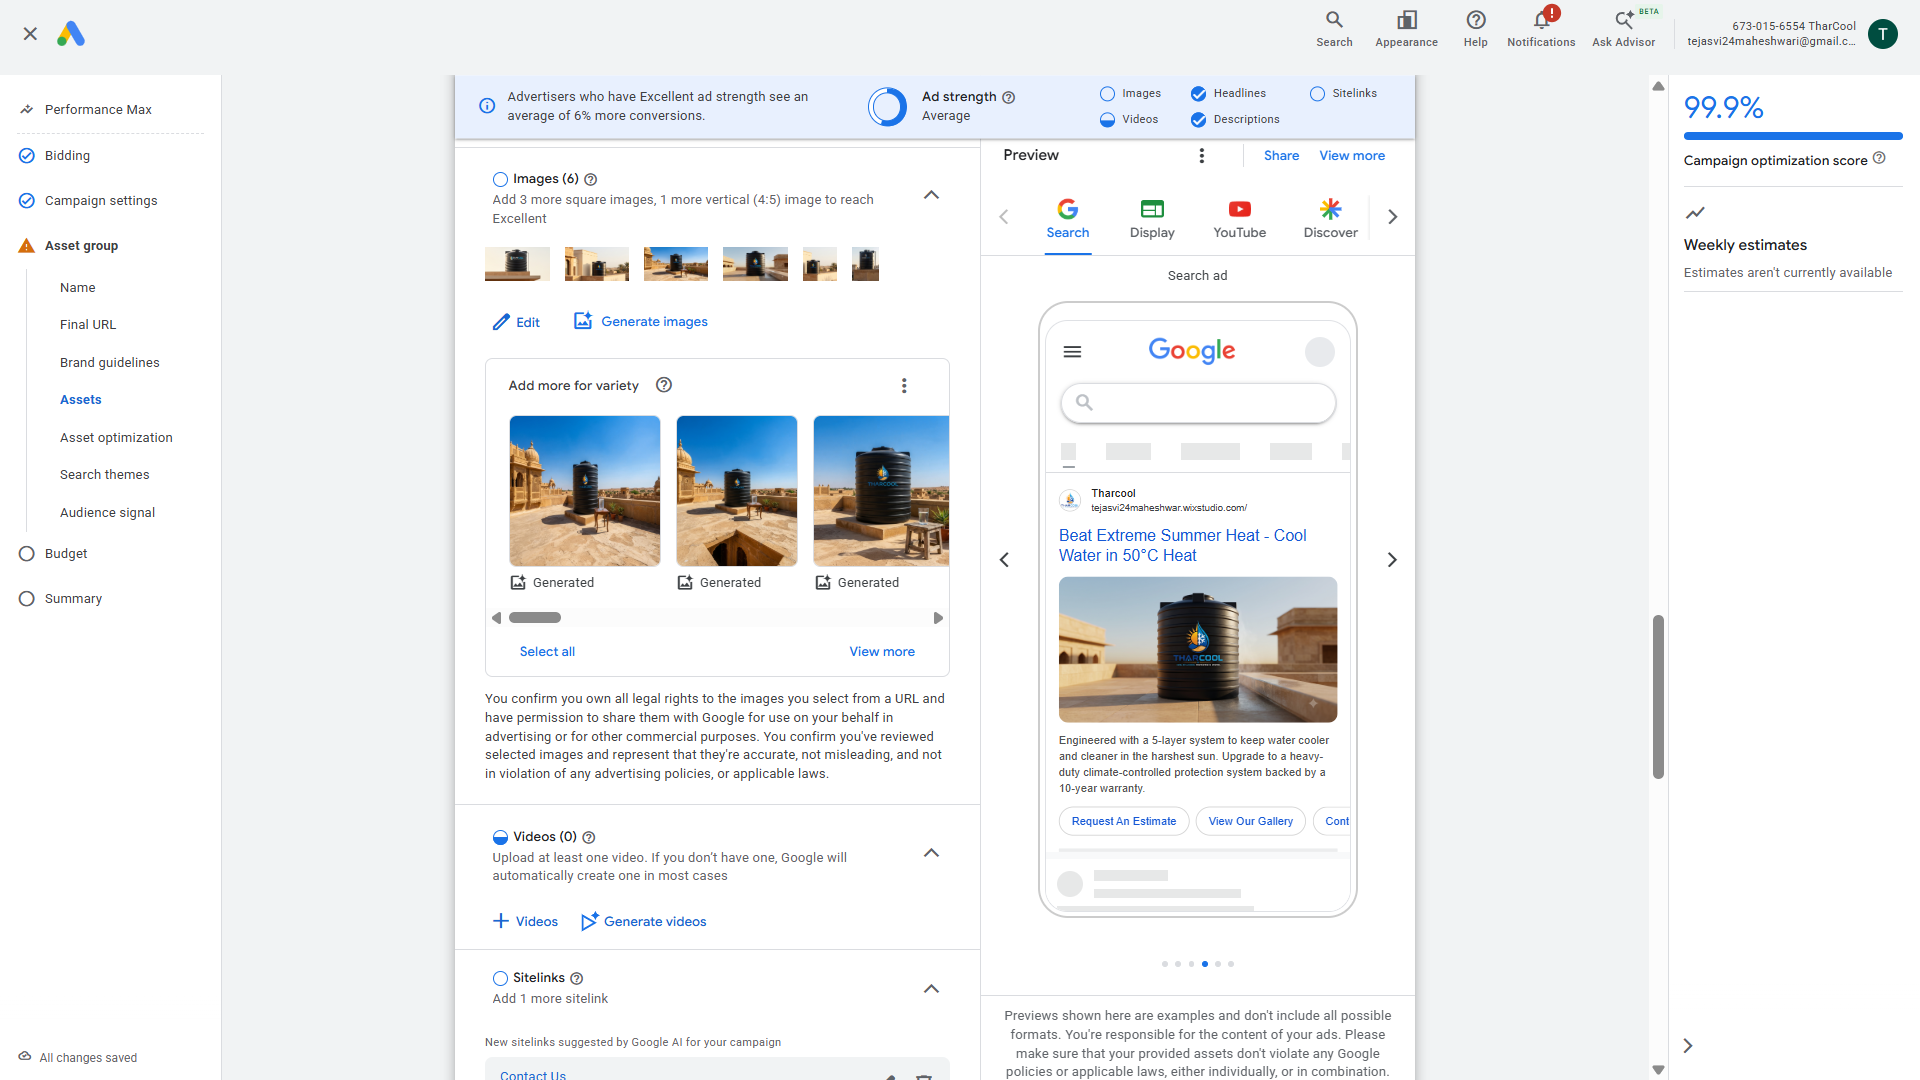 Search
Appearance
Help
Notifications
Ask Advisor
BETA
673-015-6554 TharCool
tejasvi24maheshwari@gmail.c...
T
Performance Max
Bidding
Campaign settings
Asset group
Name
Final URL
Brand guidelines
Assets
Asset optimization
Search themes
Audience signal
Budget
Summary
All changes saved
Advertisers who have Excellent ad strength see an
average of 6% more conversions.
Ad strength
Average
Images
Headlines
Sitelinks
Videos
Descriptions
Images (6)
Add 3 more square images, 1 more vertical (4:5) image to reach
Excellent
Edit
Generate images
Add more for variety
Generated
Generated
Generated
Select all
View more
You confirm you own all legal rights to the images you select from a URL and
have permission to share them with Google for use on your behalf in
advertising or for other commercial purposes. You confirm you've reviewed
selected images and represent that they're accurate, not misleading, and not
in violation of any advertising policies, or applicable laws.
Videos (0)
Upload at least one video. If you don't have one, Google will
automatically create one in most cases
Videos
Generate videos
Sitelinks
Add 1 more sitelink
New sitelinks suggested by Google AI for your campaign
Contact Us
Preview
Share
View more
Search
Display
YouTube
Discover
Search ad
Google
Tharcool
tejasvi24maheshwar.wixstudio.com/
Beat Extreme Summer Heat - Cool
Water in 50°C Heat
THARCOOL
Engineered with a 5-layer system to keep water cooler
and cleaner in the harshest sun. Upgrade to a heavy-
duty climate-controlled protection system backed by a
10-year warranty.
Request An Estimate
View Our Gallery
Cont
Previews shown here are examples and don't include all possible
formats. You're responsible for the content of your ads. Please
make sure that your provided assets don't violate any Google
policies or applicable laws, either individually, or in combination.
99.9%
Campaign optimization score
Weekly estimates
Estimates aren't currently available